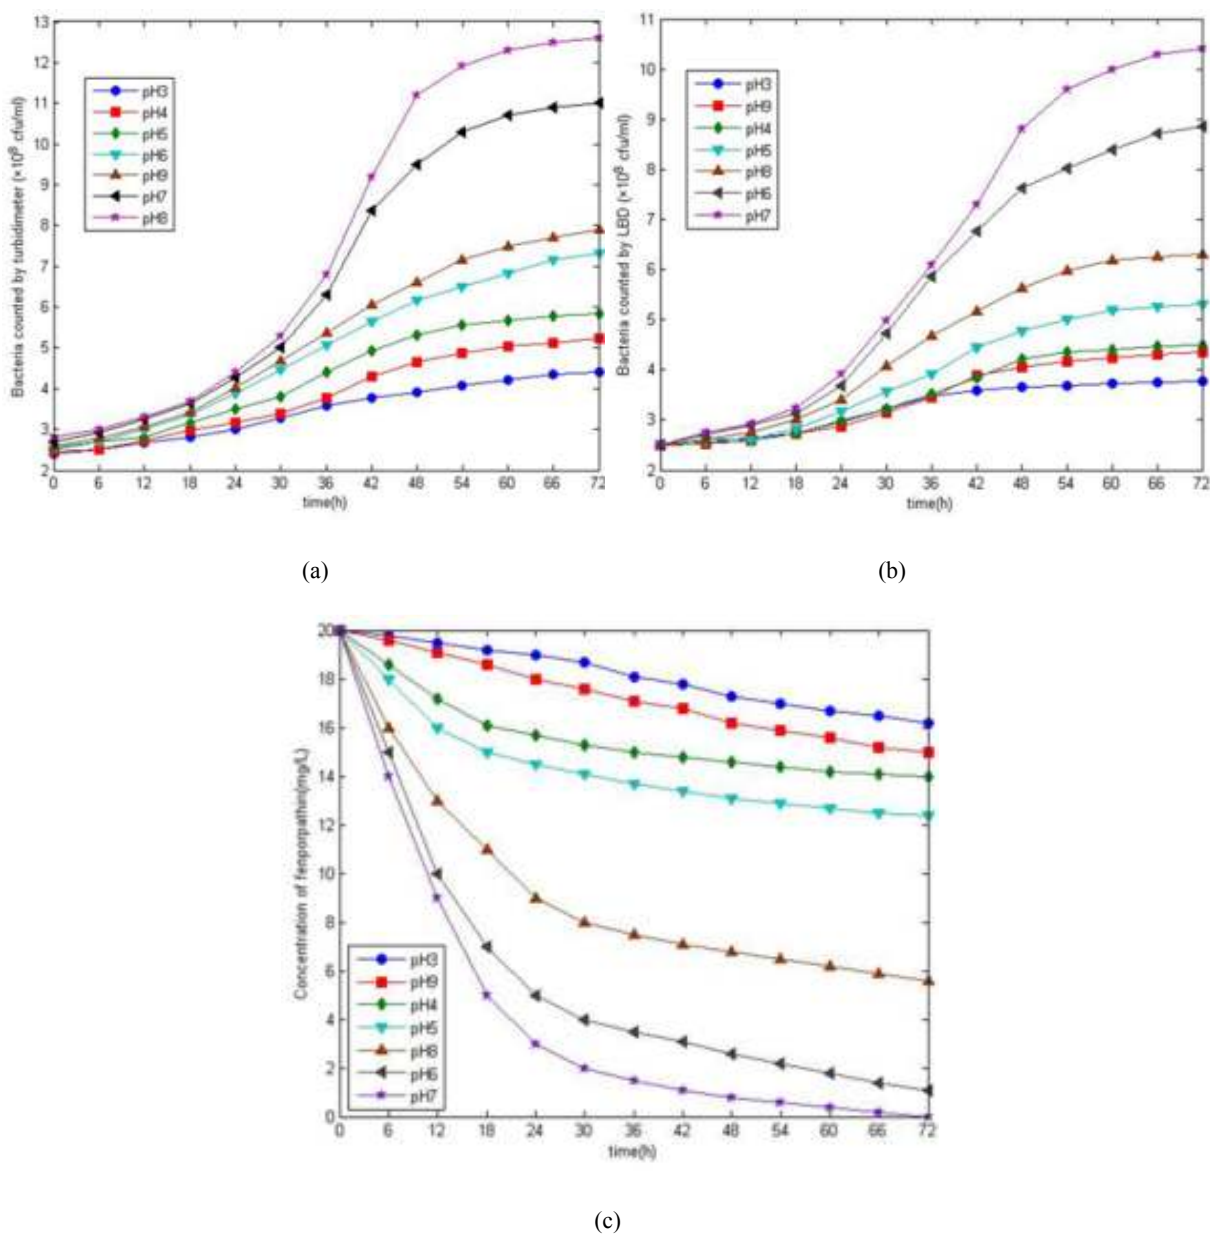 13
12
11
10
9
8
7
6
5
4
3
2
Bacteria counted by turbidimeter (×10⁸ cfu/ml)
pH3
pH4
pH5
pH6
pH9
pH7
pH8
0 6 12 18 24 30 36 42 48 54 60 66 72
time(h)
(a)
11
10
9
8
7
6
5
4
3
2
Bacteria counted by LBD (×10⁸ cfu/ml)
pH3
pH9
pH4
pH5
pH8
pH6
pH7
0 6 12 18 24 30 36 42 48 54 60 66 72
time(h)
(b)
20
18
16
14
12
10
8
6
4
2
0
Concentration of fenporpathin(mg/L)
pH3
pH9
pH4
pH5
pH8
pH6
pH7
0 6 12 18 24 30 36 42 48 54 60 66 72
time(h)
(c)